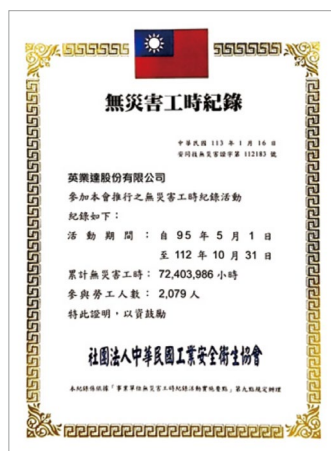 無災害工時紀錄
中華民國 113 年 1 月 16 日
安同技無災害證字第 112183 號
英業達股份有限公司
參加本會推行之無災害工時紀錄活動
紀錄如下：
活動期間：自 95 年 5 月 1 日
至 112 年 10 月 31 日
累計無災害工時：72,403,986 小時
參與勞工人數：2,079 人
特此證明，以資鼓勵
社團法人中華民國工業安全衛生協會
本紀錄係依據「事業單位無災害工時紀錄活動實施要點」第九點規定辦理